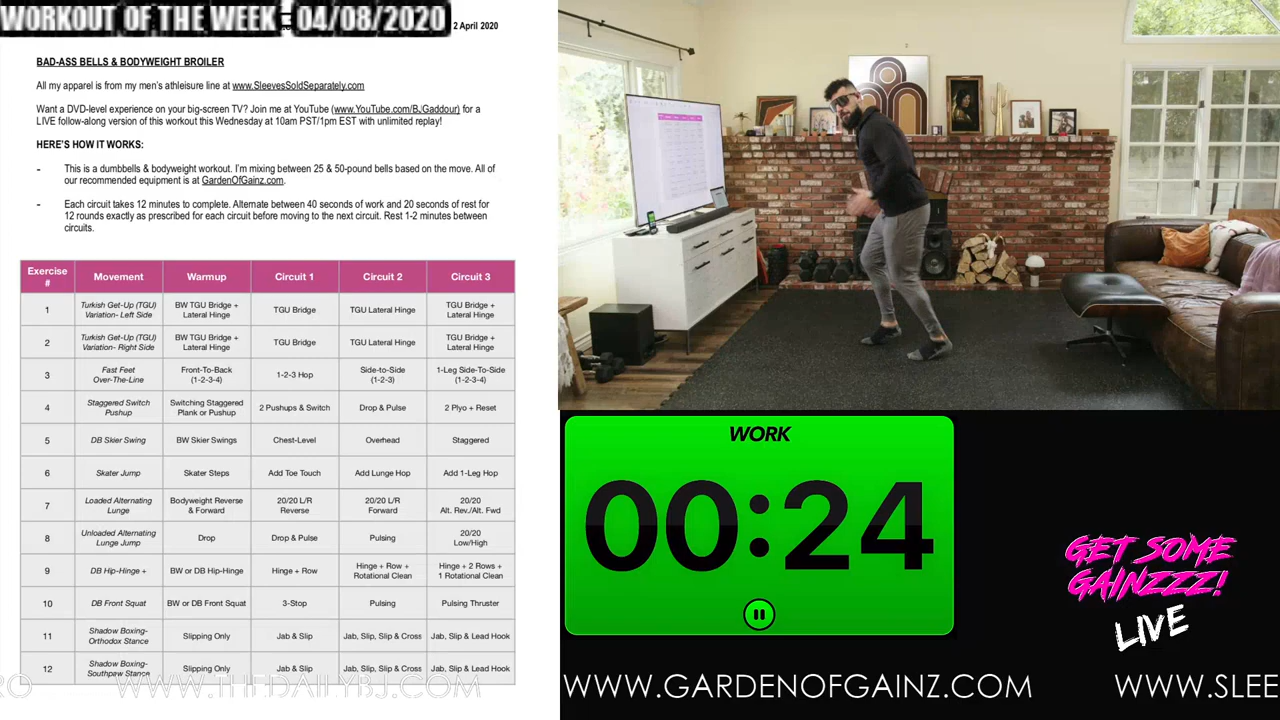 WORKOUT OF THE WEEK - 04/08/2020
2 April 2020
BAD-ASS BELLS & BODYWEIGHT BROILER
All my apparel is from my men's athleisure line at www.SleevesSoldSeparately.com
Want a DVD-level experience on your big-screen TV? Join me at YouTube (www.YouTube.com/BJGaddour) for a
LIVE follow-along version of this workout this Wednesday at 10am PST/1pm EST with unlimited replay!
HERE'S HOW IT WORKS:
- This is a dumbbells & bodyweight workout. I'm mixing between 25 & 50-pound bells based on the move. All of
our recommended equipment is at GardenOfGainz.com.
- Each circuit takes 12 minutes to complete. Alternate between 40 seconds of work and 20 seconds of rest for
12 rounds exactly as prescribed for each circuit before moving to the next circuit. Rest 1-2 minutes between
circuits.
Exercise # Movement Warmup Circuit 1 Circuit 2 Circuit 3
1 Turkish Get-Up (TGU) Variation- Left Side BW TGU Bridge + Lateral Hinge TGU Bridge TGU Lateral Hinge TGU Bridge + Lateral Hinge
2 Turkish Get-Up (TGU) Variation- Right Side BW TGU Bridge + Lateral Hinge TGU Bridge TGU Lateral Hinge TGU Bridge + Lateral Hinge
3 Fast Feet Over-The-Line Front-To-Back (1-2-3-4) 1-2-3 Hop Side-to-Side (1-2-3) 1-Leg Side-To-Side (1-2-3-4)
4 Staggered Switch Pushup Switching Staggered Plank or Pushup 2 Pushups & Switch Drop & Pulse 2 Plyo + Reset
5 DB Skier Swing BW Skier Swings Chest-Level Overhead Staggered
6 Skater Jump Skater Steps Add Toe Touch Add Lunge Hop Add 1-Leg Hop
7 Loaded Alternating Lunge Bodyweight Reverse & Forward 20/20 L/R Reverse 20/20 L/R Forward 20/20 Alt. Rev./Alt. Fwd
8 Unloaded Alternating Lunge Jump Drop Drop & Pulse Pulsing 20/20 Low/High
9 DB Hip-Hinge + BW or DB Hip-Hinge Hinge + Row Hinge + Row + Rotational Clean Hinge + 2 Rows + 1 Rotational Clean
10 DB Front Squat BW or DB Front Squat 3-Stop Pulsing Pulsing Thruster
11 Shadow Boxing- Orthodox Stance Slipping Only Jab & Slip Jab, Slip, Slip & Cross Jab, Slip & Lead Hook
12 Shadow Boxing- Southpaw Stance Slipping Only Jab & Slip Jab, Slip, Slip & Cross Jab, Slip & Lead Hook
RO WWW.THEDAILYBJ.COM
WORK
00:24
GET SOME
GAINZZZ!
LIVE
WWW.GARDENOFGAINZ.COM WWW.SLEE